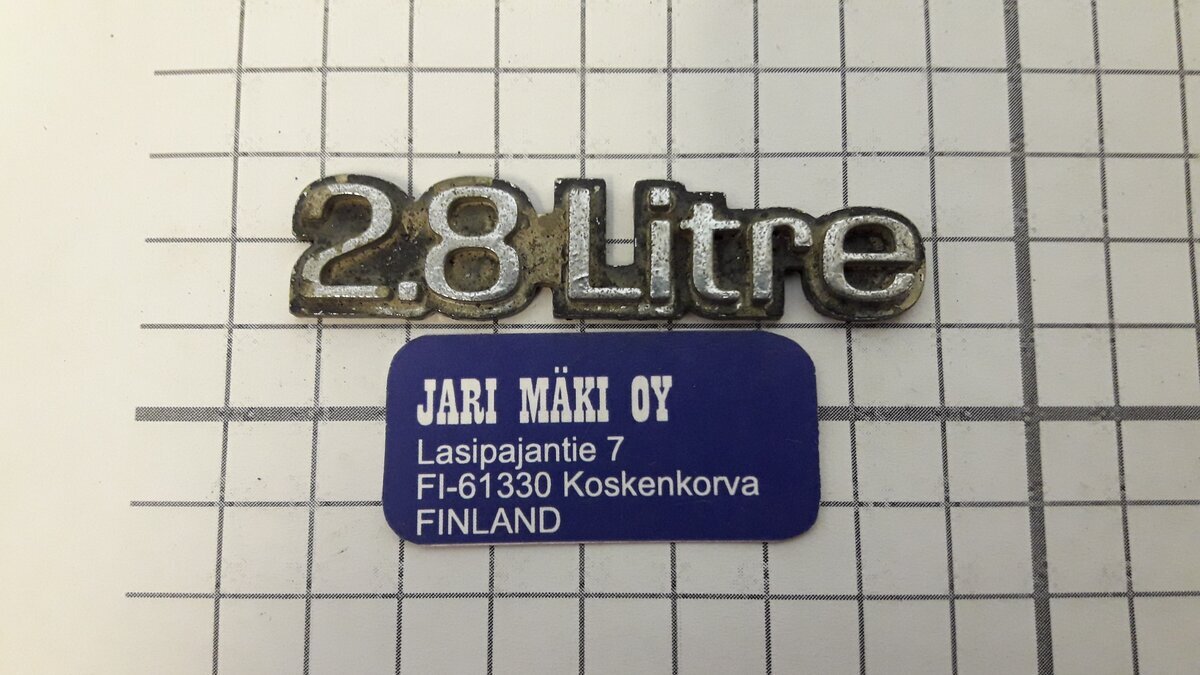 2.8 Litre
JARI MÄKI OY
Lasipajantie 7
FI-61330 Koskenkorva
FINLAND